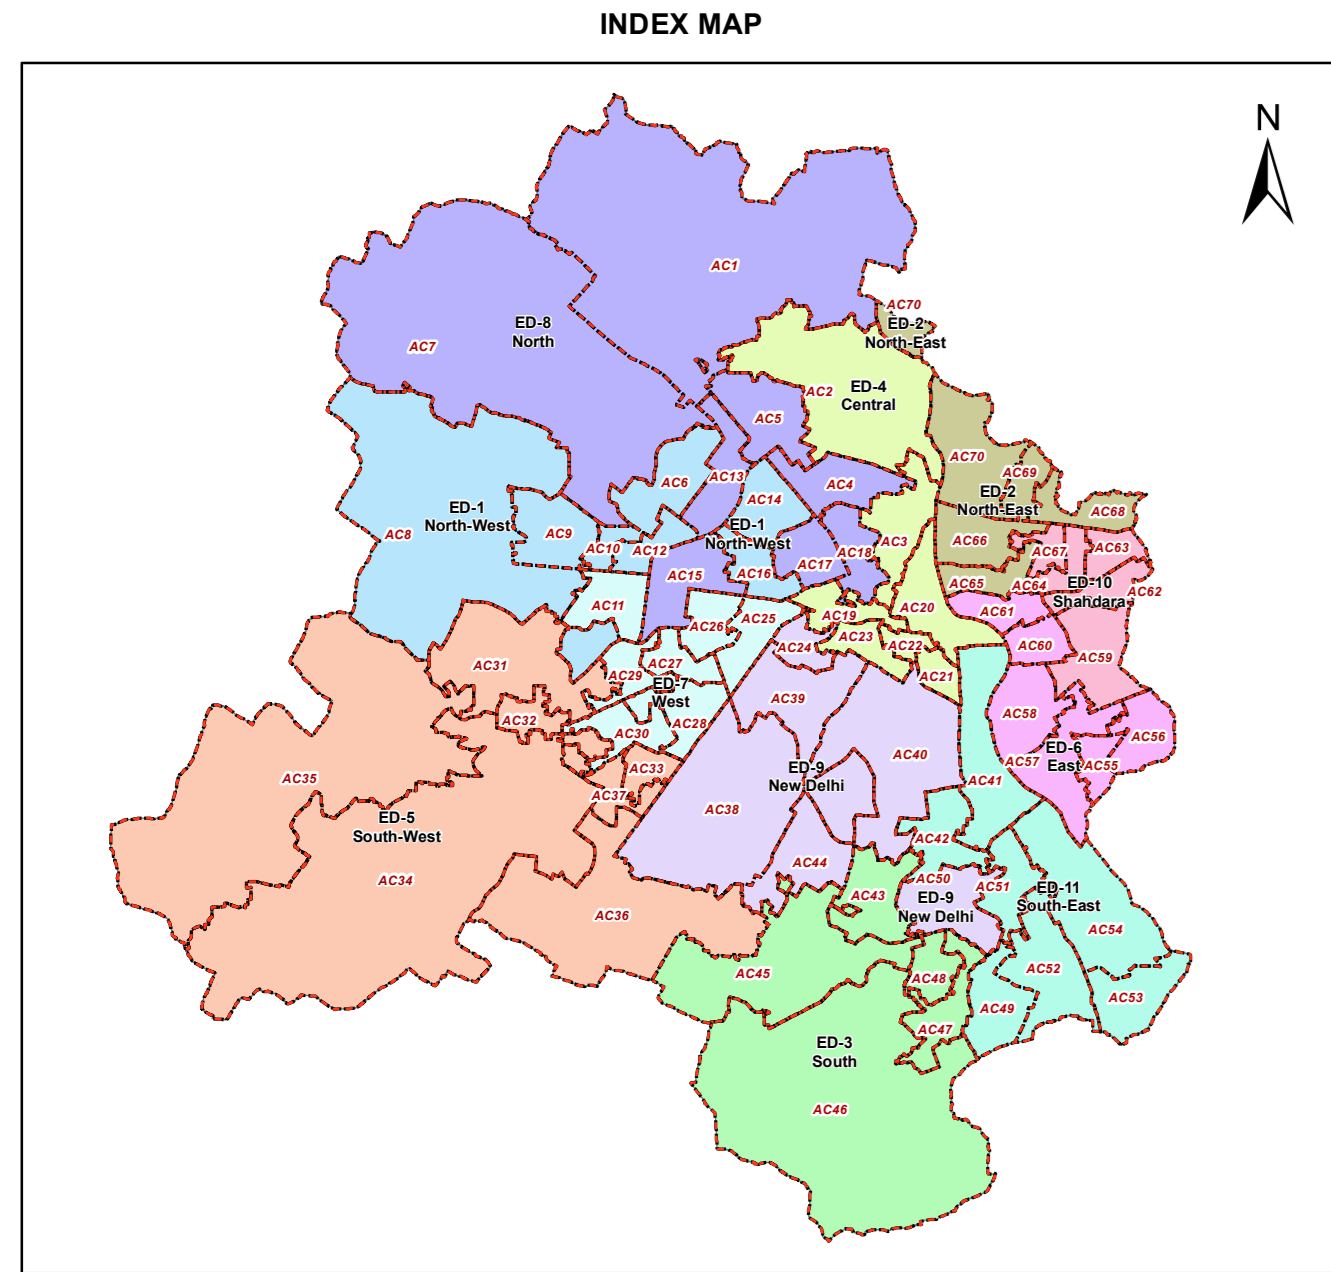 INDEX MAP
N
AC1
AC70
ED-2
North-East
ED-8
North
AC7
ED-4
Central
AC2
AC5
AC70
AC69
ED-2
North-East
AC68
AC6
AC13
AC14
AC4
ED-1
North-West
AC8
AC9
AC10
AC12
ED-1
North-West
AC3
AC66
AC67
AC63
AC18
AC17
AC16
AC15
AC65
AC64
ED-10
Shahdara
AC62
AC11
AC26
AC25
AC19
AC20
AC61
AC24
AC23
AC22
AC21
AC60
AC59
AC31
AC29
AC27
ED-7
West
AC39
AC58
AC32
AC30
AC28
AC40
AC56
ED-6
East
AC57
AC55
AC35
AC33
ED-9
New Delhi
AC41
AC37
AC38
ED-5
South-West
AC42
AC34
AC44
AC43
AC50
AC51
ED-9
New Delhi
ED-11
South-East
AC36
AC54
AC45
AC48
AC52
AC53
AC49
AC47
ED-3
South
AC46